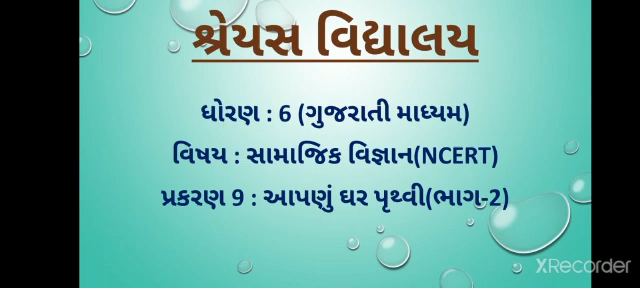 શ્રેયસ વિદ્યાલય
ધોરણ : 6 (ગુજરાતી માધ્યમ)
વિષય : સામાજિક વિજ્ઞાન(NCERT)
પ્રકરણ 9 : આપણું ઘર પૃથ્વી(ભાગ-2)
XRecorder